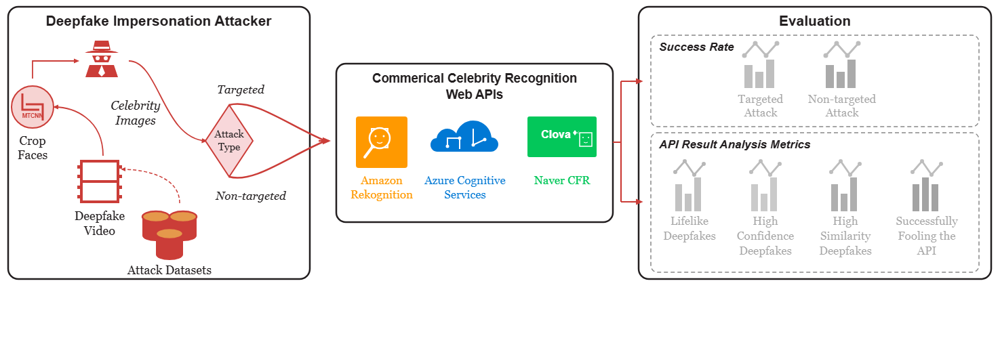 Deepfake Impersonation Attacker
Targeted
Celebrity
Images
MTCNN
Crop
Faces
Attack
Type
Non-targeted
Deepfake
Video
Attack Datasets
Commerical Celebrity Recognition
Web APIs
Clova
Amazon
Rekognition
Azure Cognitive
Services
Naver CFR
Evaluation
Success Rate
Targeted
Attack
Non-targeted
Attack
API Result Analysis Metrics
Lifelike
Deepfakes
High
Confidence
Deepfakes
High
Similarity
Deepfakes
Successfully
Fooling the
API